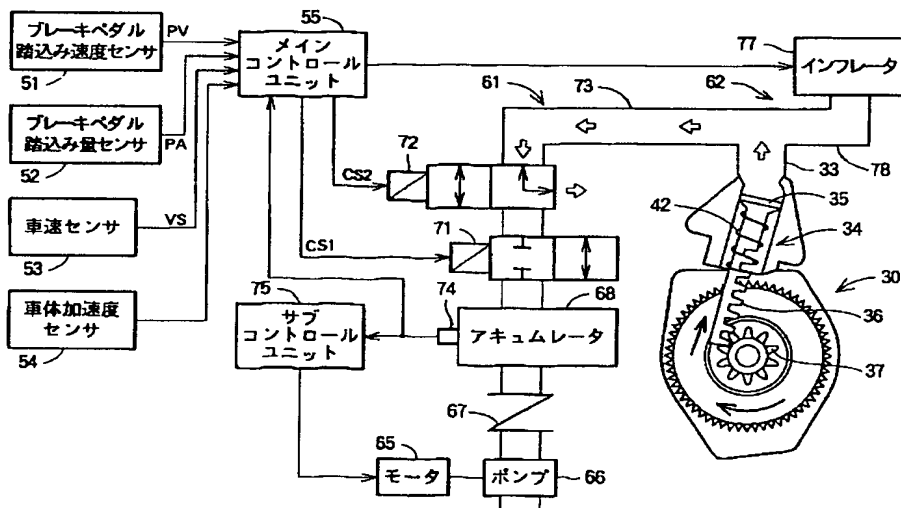 ブレーキペダル
踏込み速度センサ
51
PV
ブレーキペダル
踏込み量センサ
52
PA
車速センサ
53
VS
車体加速度
センサ
54
55
メイン
コントロール
ユニット
CS2
CS1
72
71
61
73
62
77
インフレータ
78
33
35
42
34
30
36
37
75
サブ
コントロール
ユニット
74
68
アキュムレータ
67
65
モータ
ポンプ
66